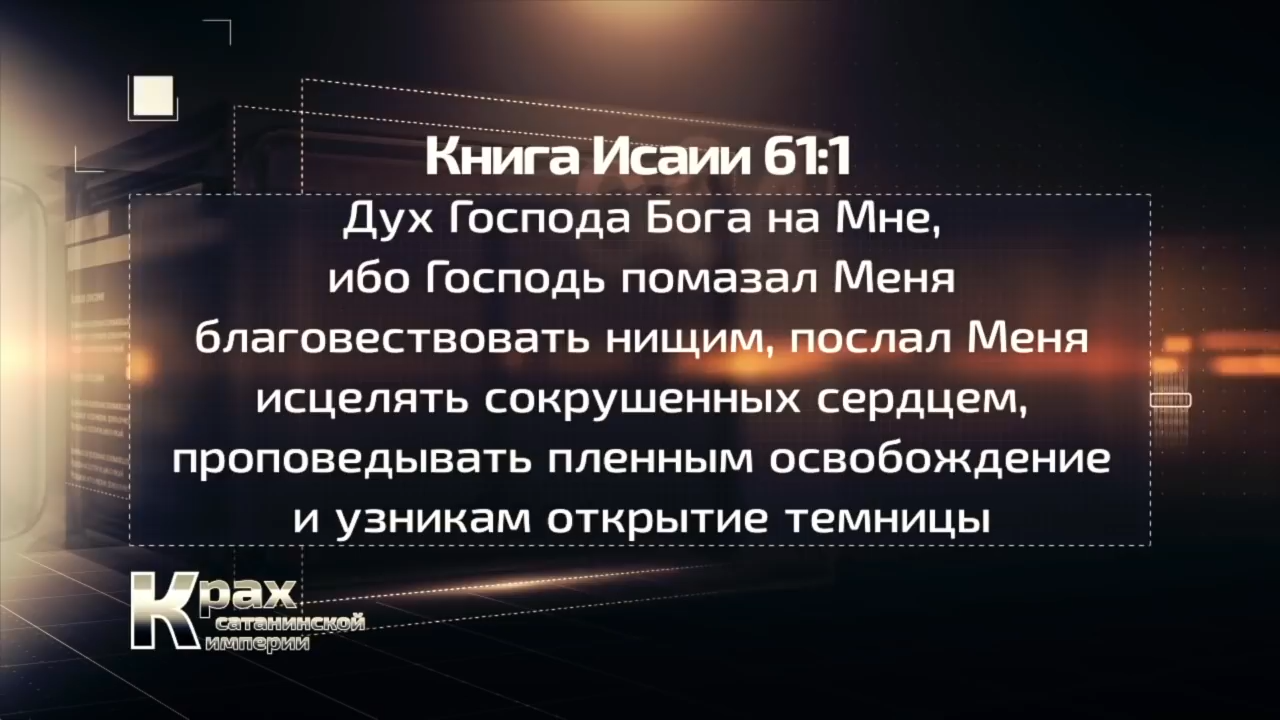 Книга Исаии 61:1
Дух Господа Бога на Мне,
ибо Господь помазал Меня
благовествовать нищим, послал Меня
исцелять сокрушенных сердцем,
проповедывать пленным освобождение
и узникам открытие темницы
Крах
сатанинской
империи